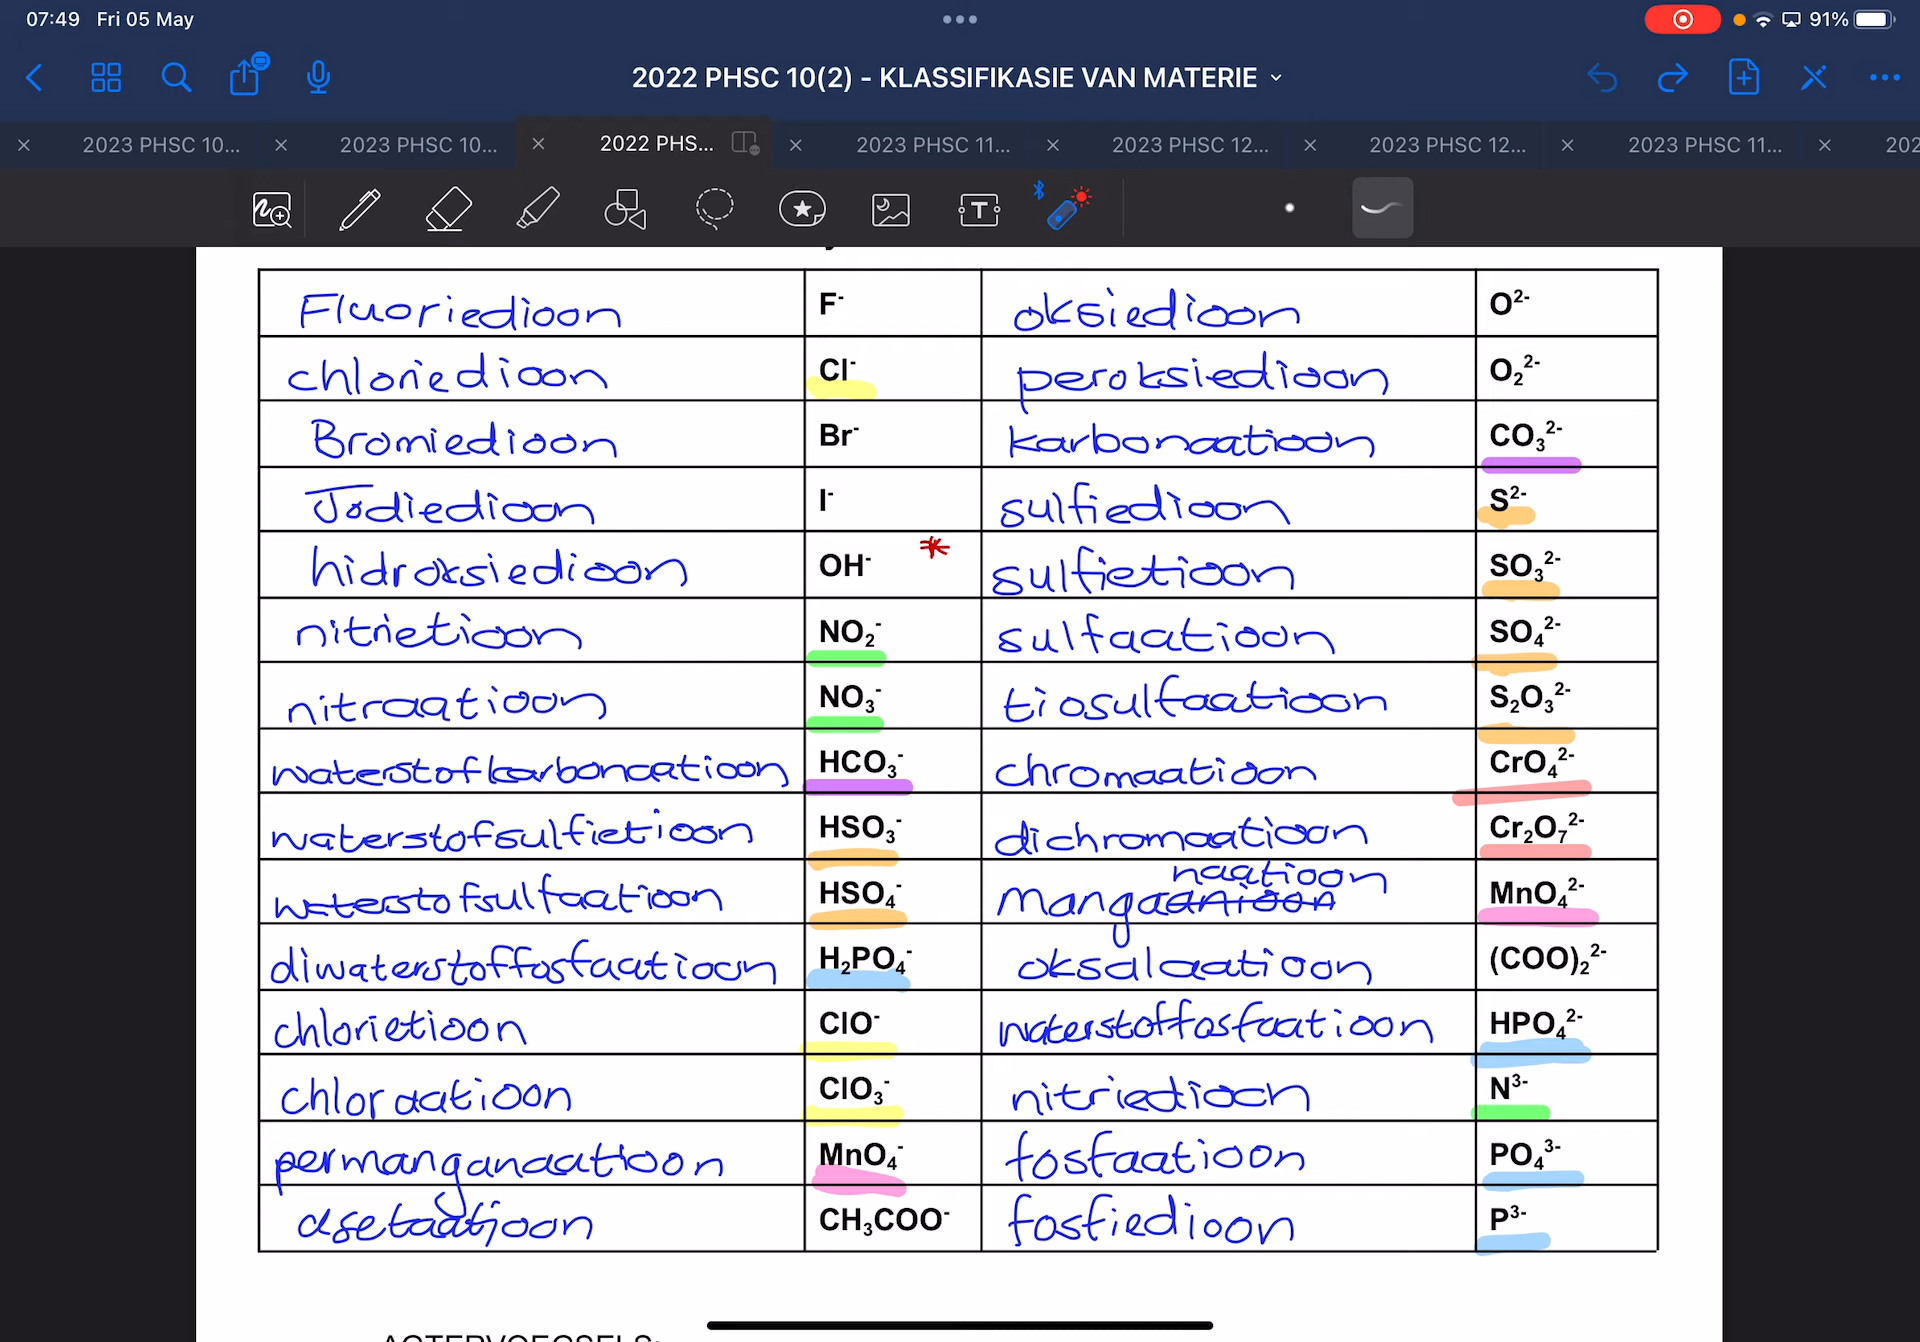 07:49 Fri 05 May
91%
2022 PHSC 10(2) - KLASSIFIKASIE VAN MATERIE
2023 PHSC 10... 2023 PHSC 10... 2022 PHS... 2023 PHSC 11... 2023 PHSC 12... 2023 PHSC 12... 2023 PHSC 11... 202
T
Fluoriedioon F⁻ oksiedioon O²⁻
chloriedioon Cl⁻ peroksiedioon O₂²⁻
Bromiedioon Br⁻ karbonaatioon CO₃²⁻
Jodiedioon I⁻ sulfiedioon S²⁻
hidroksiedioon OH⁻ * sulfietioon SO₃²⁻
nitrietioon NO₂⁻ sulfaatioon SO₄²⁻
nitraatioon NO₃⁻ tiosulfaatioon S₂O₃²⁻
waterstofkarbonaatioon HCO₃⁻ chromaatioon CrO₄²⁻
waterstofsulfietioon HSO₃⁻ dichromaatioon Cr₂O₇²⁻
waterstofsulfaatioon HSO₄⁻ manganaatioon MnO₄²⁻
diwaterstoffosfaatioon H₂PO₄⁻ oksalaatioon (COO)₂²⁻
chlorietioon ClO⁻ waterstoffosfaatioon HPO₄²⁻
chloraatioon ClO₃⁻ nitriedioon N³⁻
permanganaatioon MnO₄⁻ fosfaatioon PO₄³⁻
asetaatioon CH₃COO⁻ fosfiedioon P³⁻